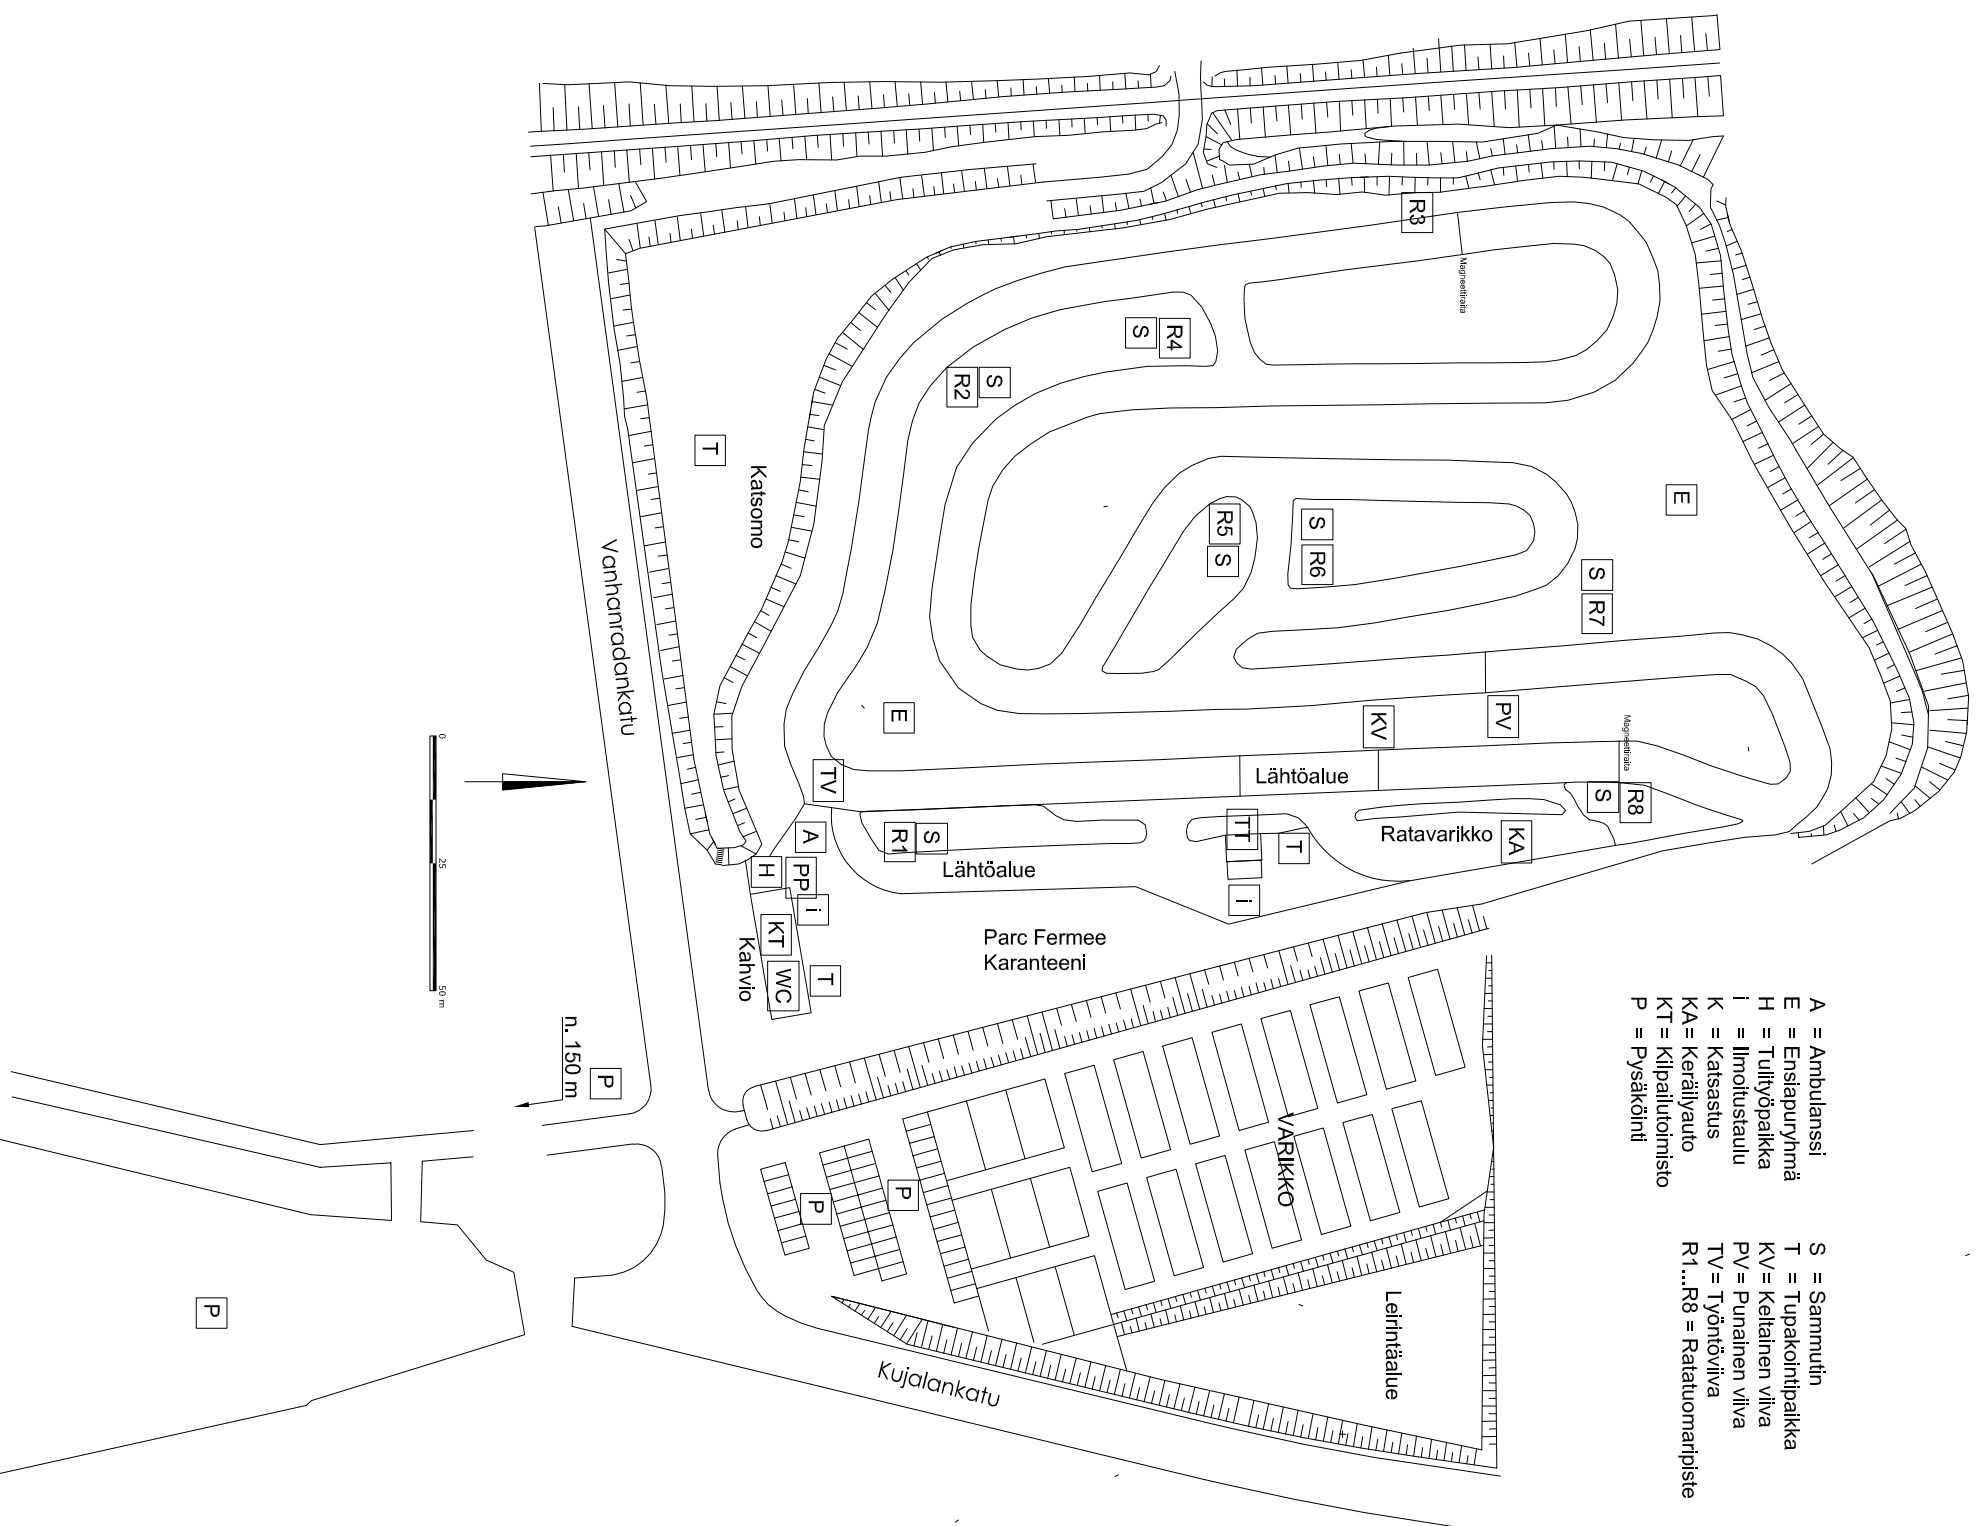 R3
Magneettiraita
S
R4
R2
S
T
Katsomo
E
R5
S
S
R6
S
R7
Vanhanradankatu
E
KV
PV
Magneettiraita
TV
Lähtöalue
S
R8
A
R1
S
TT
T
Ratavarikko
KA
H
PP
i
Lähtöalue
i
KT
WC
T
Kahvio
Parc Fermee
Karanteeni
0
25
50 m
n. 150 m
P
P
P
P
VARIKKO
Leirintäalue
Kujalankatu
A = Ambulanssi
E = Ensiapuryhmä
H = Tulityöpaikka
i = Ilmoitustaulu
K = Katsastus
KA = Keräilyauto
KT = Kilpailutoimisto
P = Pysäköinti
S = Sammutin
T = Tupakointipaikka
KV = Keltainen viiva
PV = Punainen viiva
TV = Työntöviiva
R1...R8 = Ratatuomaripiste